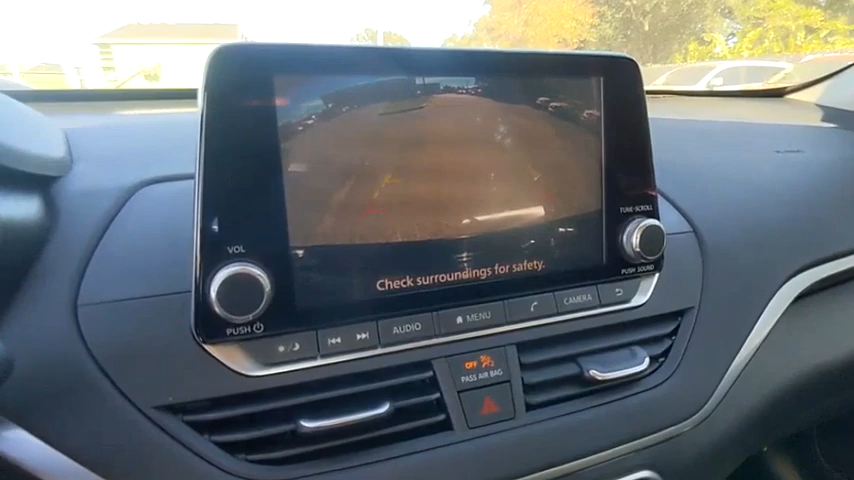 TUNE•SCROLL
VOL
PUSH SOUND
Check surroundings for safety.
PUSH
AUDIO
MENU
CAMERA
OFF
PASS AIR BAG